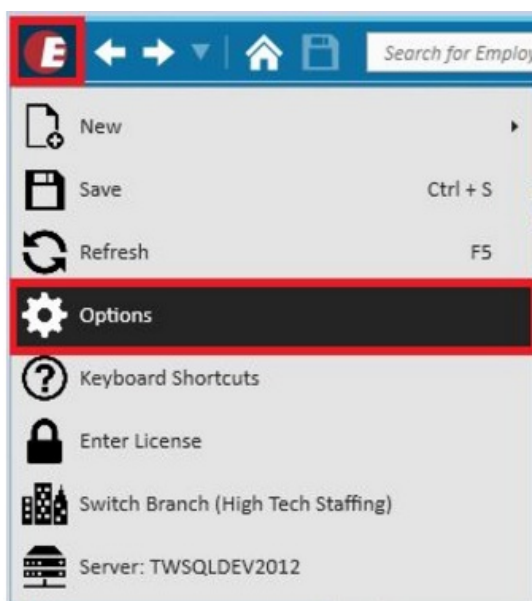 E
Search for Employ
New
Save Ctrl + S
Refresh F5
Options
Keyboard Shortcuts
Enter License
Switch Branch (High Tech Staffing)
Server: TWSQLDEV2012